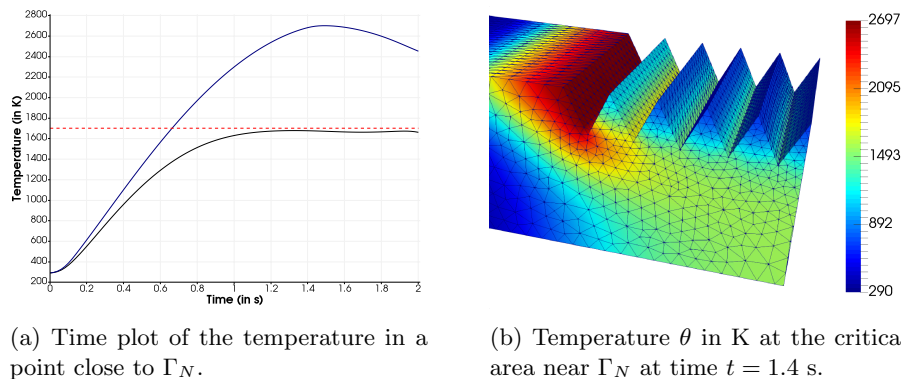 2800
2600
2400
2200
2000
1800
1600
1400
1200
1000
800
600
400
200
Temperature (in K)
0 0.2 0.4 0.6 0.8 1 1.2 1.4 1.6 1.8 2
Time (in s)
2697
2095
1493
892
290
(a) Time plot of the temperature in a
point close to Γ_N.
(b) Temperature θ in K at the critica
area near Γ_N at time t = 1.4 s.